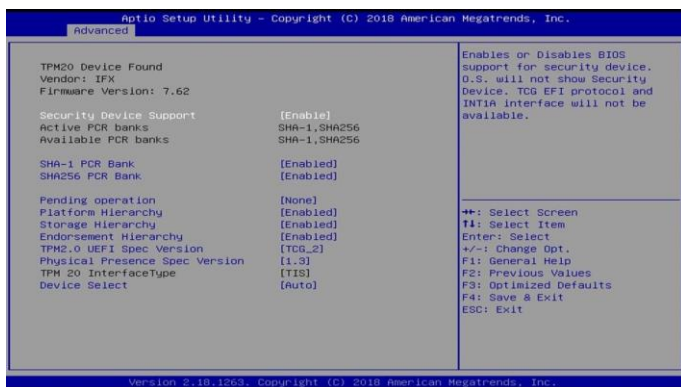 Aptio Setup Utility – Copyright (C) 2018 American Megatrends, Inc.
Advanced
TPM20 Device Found
Vendor: IFX
Firmware Version: 7.62
Security Device Support [Enable]
Active PCR banks SHA-1,SHA256
Available PCR banks SHA-1,SHA256
SHA-1 PCR Bank [Enabled]
SHA256 PCR Bank [Enabled]
Pending operation [None]
Platform Hierarchy [Enabled]
Storage Hierarchy [Enabled]
Endorsement Hierarchy [Enabled]
TPM2.0 UEFI Spec Version [TCG_2]
Physical Presence Spec Version [1.3]
TPM 20 InterfaceType [TIS]
Device Select [Auto]
Enables or Disables BIOS
support for security device.
O.S. will not show Security
Device. TCG EFI protocol and
INT1A interface will not be
available.
→←: Select Screen
↑↓: Select Item
Enter: Select
+/-: Change Opt.
F1: General Help
F2: Previous Values
F3: Optimized Defaults
F4: Save & Exit
ESC: Exit
Version 2.18.1263. Copyright (C) 2018 American Megatrends, Inc.